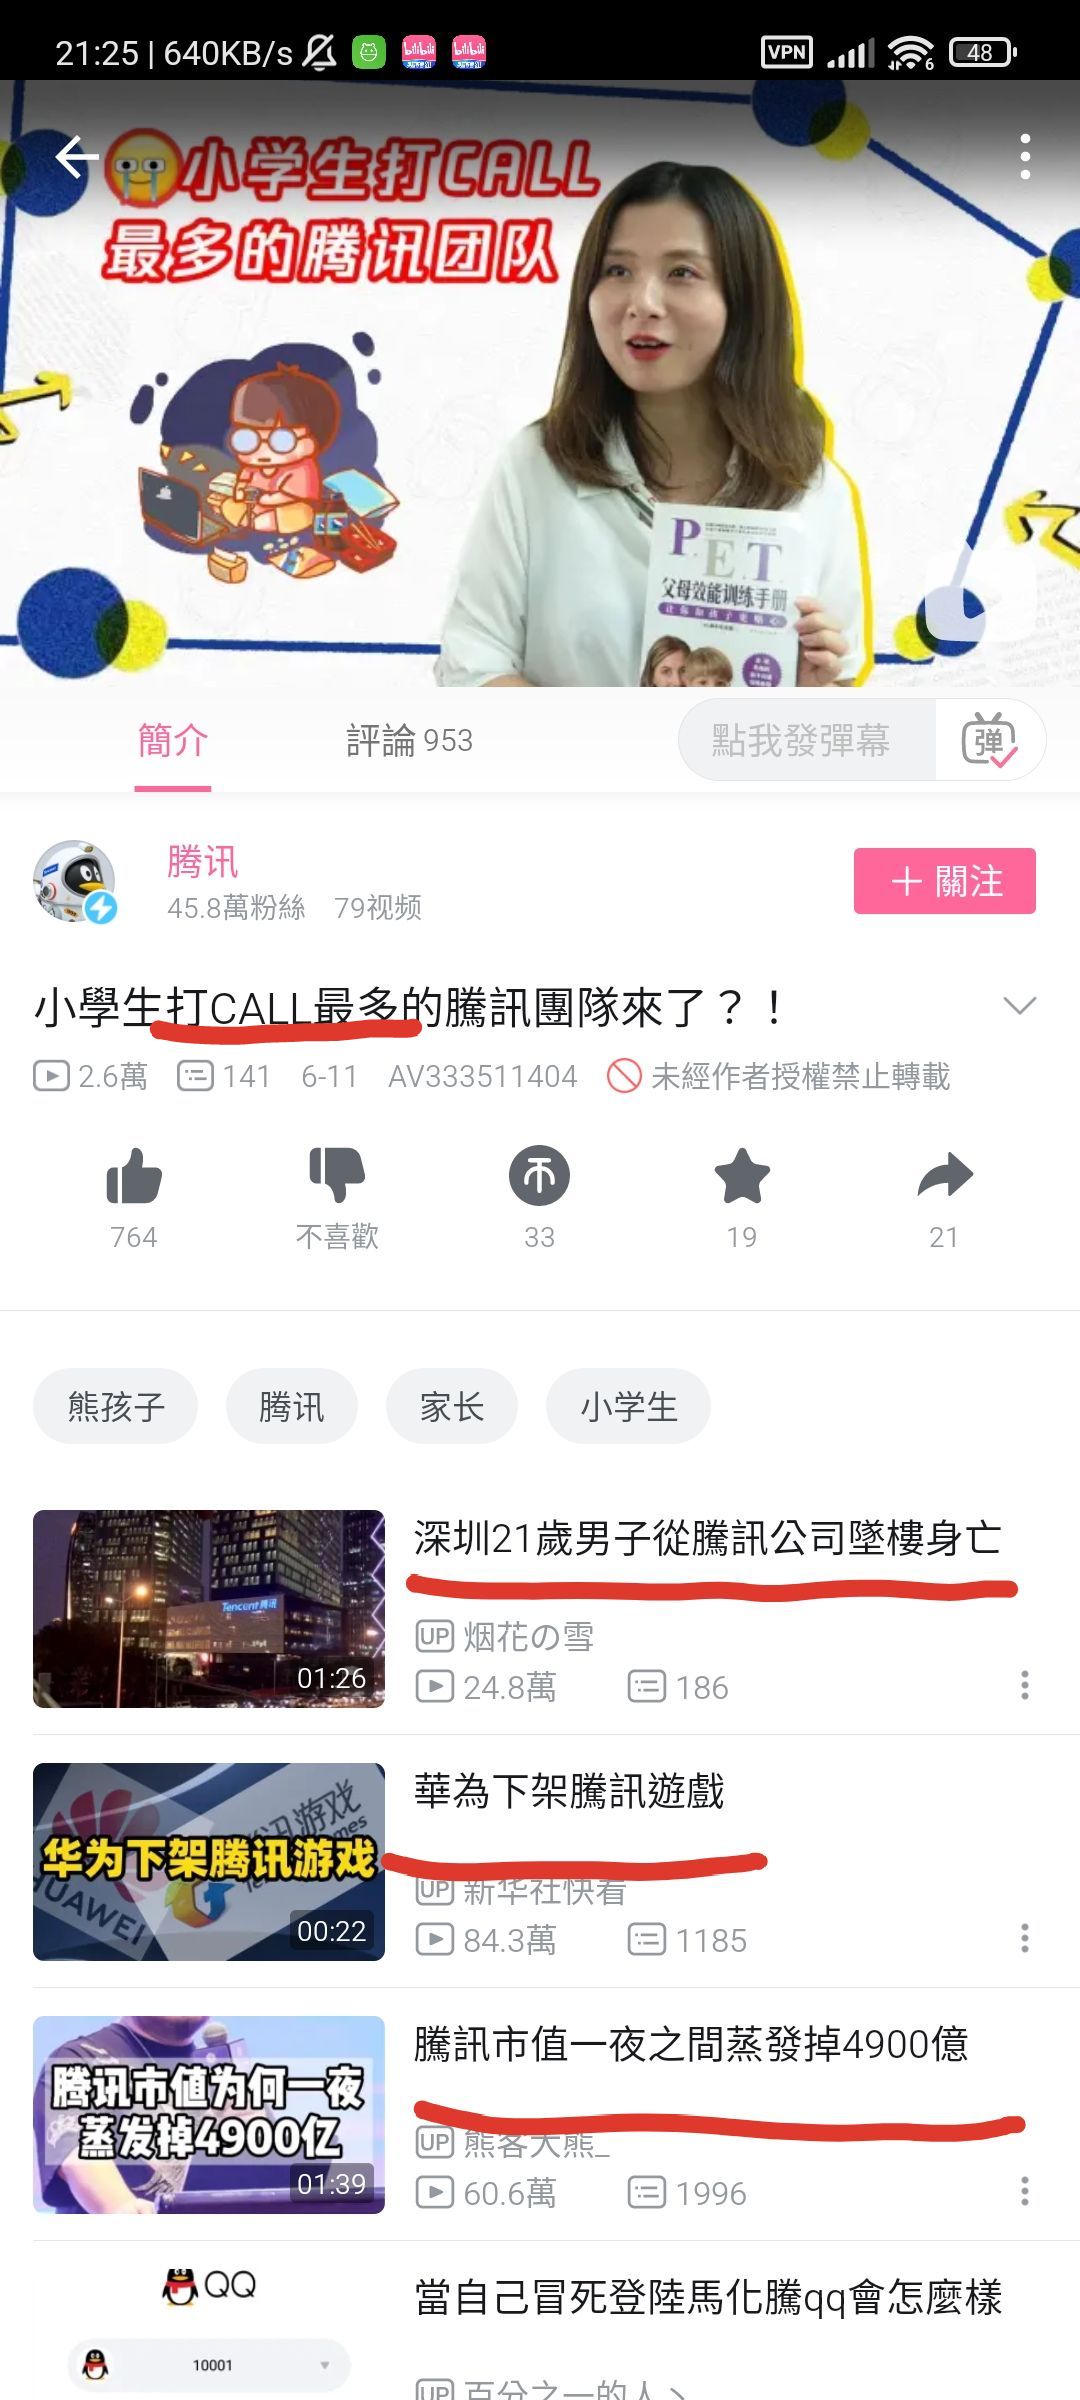 21:25 | 640KB/s
VPN
6
48
小学生打CALL
最多的腾讯团队
P.E.T.
父母效能训练手册
簡介
評論 953
點我發彈幕
弹
腾讯
45.8萬粉絲 79视频
關注
小學生打CALL最多的騰訊團隊來了？！
2.6萬 141 6-11 AV333511404 未經作者授權禁止轉載
764 不喜歡 33 19 21
熊孩子 腾讯 家长 小学生
Tencent 腾讯
01:26
深圳21歲男子從騰訊公司墜樓身亡
UP 烟花の雪
24.8萬 186
华为下架腾讯游戏
HUAWEI
00:22
華為下架騰訊遊戲
UP 新华社快看
84.3萬 1185
腾讯市值为何一夜
蒸发掉4900亿
01:39
騰訊市值一夜之間蒸發掉4900億
UP 熊客大熊_
60.6萬 1996
QQ
10001
當自己冒死登陸馬化騰qq會怎麼樣
UP 百分之一的人丶